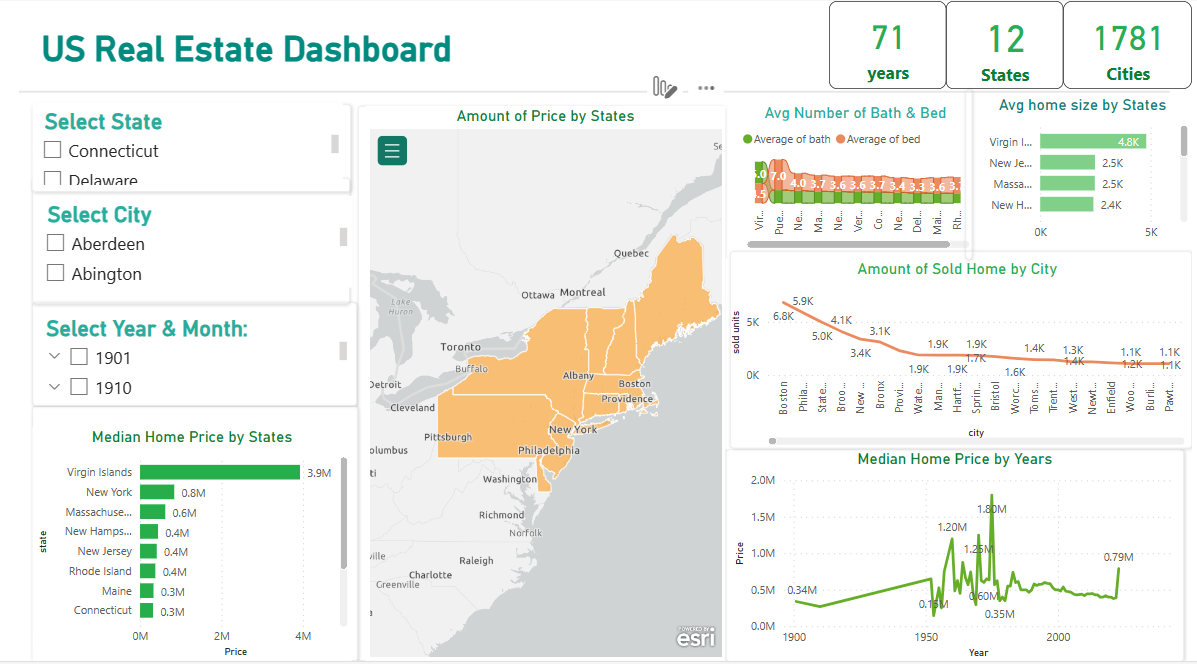 US Real Estate Dashboard
71
years
12
States
1781
Cities
Select State
Connecticut
Delaware
Select City
Aberdeen
Abington
Select Year & Month:
1901
1910
Median Home Price by States
state
Virgin Islands
3.9M
New York
0.8M
Massachuse...
0.6M
New Hamps...
0.4M
New Jersey
0.4M
Rhode Island
0.4M
Maine
0.3M
Connecticut
0.3M
0M 2M 4M
Price
Amount of Price by States
Se
Quebec
Ottawa Montreal
Lake
Huron
Toronto
Buffalo
Albany
Boston
Detroit
Providence
Cleveland
New York
Pittsburgh
Philadelphia
olumbus
ti
Washington
Richmond
Norfolk
ville
Raleigh
Charlotte
Greenville
a
POWERED BY
esri
Avg Number of Bath & Bed
Average of bath Average of bed
5.0 7.0 4.0 3.7 3.6 3.6 3.7 3.4 3.3 3.6 3.
.5
Vir... Pue... Ne... Ma... Ne... Ver... Co... Ne... Del... Mai... Rh...
Avg home size by States
Virgin I... 4.8K
New Je... 2.5K
Massa... 2.5K
New H... 2.4K
0K 5K
Amount of Sold Home by City
sold units
5K
0K
6.8K 5.9K 5.0K 4.1K 3.4K 3.1K 1.9K 1.9K 1.9K 1.9K 1.7K 1.6K 1.4K 1.3K 1.4K 1.1K 1.2K 1.1K 1.1K
Boston Phila... State... Broo... New ... Bronx Provi... Wate... Man... Hartf... Sprin... Bristol Worc... Toms... Trent... West... Newt... Enfield Woo... Burli... Pawt...
city
Median Home Price by Years
Price
2.0M
1.5M
1.0M
0.5M
0.0M
0.34M
0.15M
1.20M
1.25M
0.60M
1.80M
0.35M
0.79M
1900 1950 2000
Year